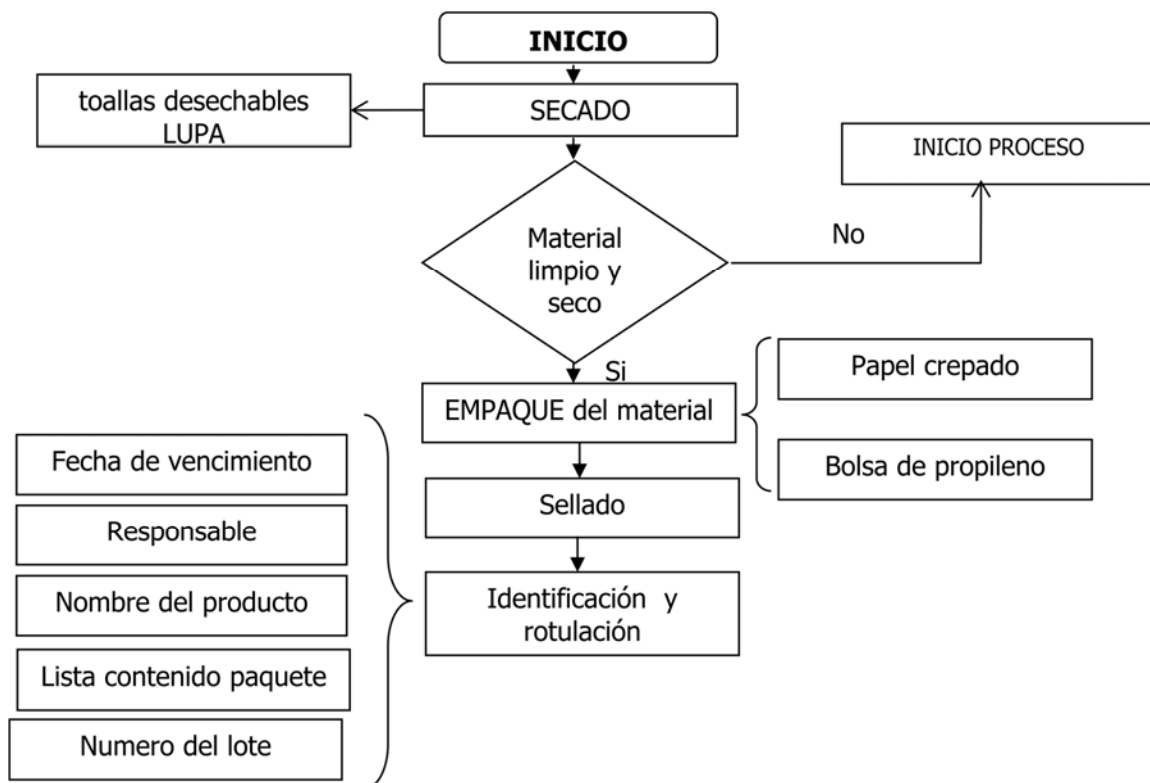 INICIO
toallas desechables
LUPA
SECADO
INICIO PROCESO
Material
limpio y
seco
No
Si
Papel crepado
EMPAQUE del material
Bolsa de propileno
Fecha de vencimiento
Sellado
Responsable
Nombre del producto
Identificación y
rotulación
Lista contenido paquete
Numero del lote